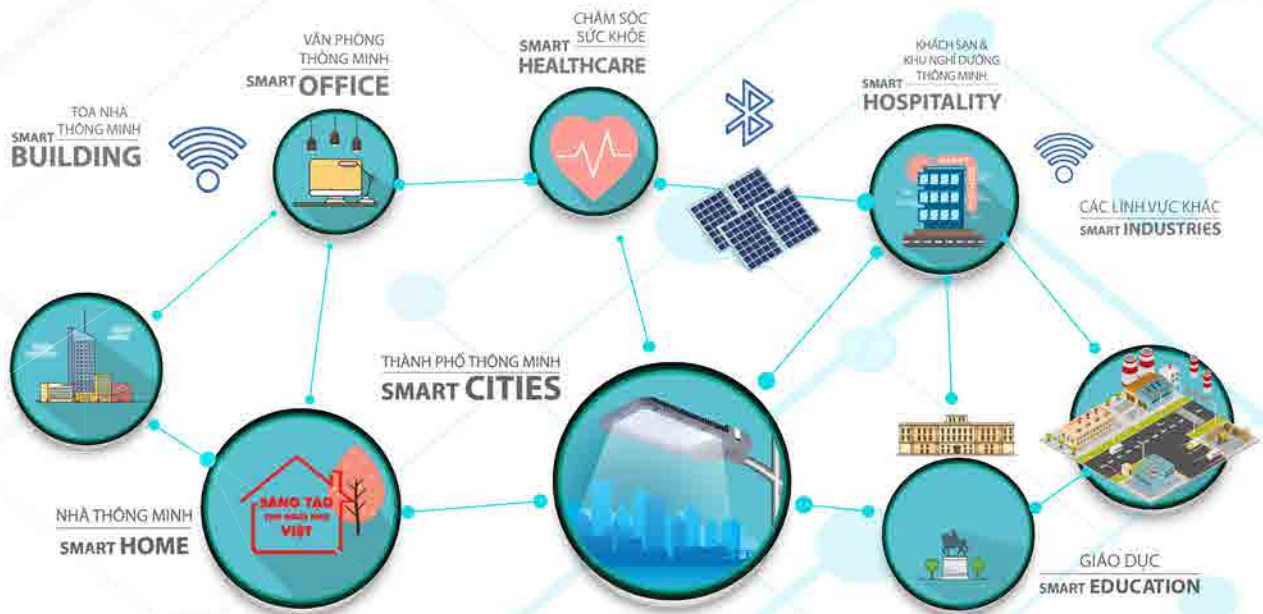 CHĂM SÓC
SỨC KHỎE
SMART HEALTHCARE
VĂN PHÒNG
THÔNG MINH
SMART OFFICE
KHÁCH SẠN &
KHU NGHỈ DƯỠNG
THÔNG MINH
SMART HOSPITALITY
TÒA NHÀ
THÔNG MINH
SMART BUILDING
CÁC LĨNH VỰC KHÁC
SMART INDUSTRIES
THÀNH PHỐ THÔNG MINH
SMART CITIES
SÁNG TẠO
VIỆT
NHÀ THÔNG MINH
SMART HOME
GIÁO DỤC
SMART EDUCATION